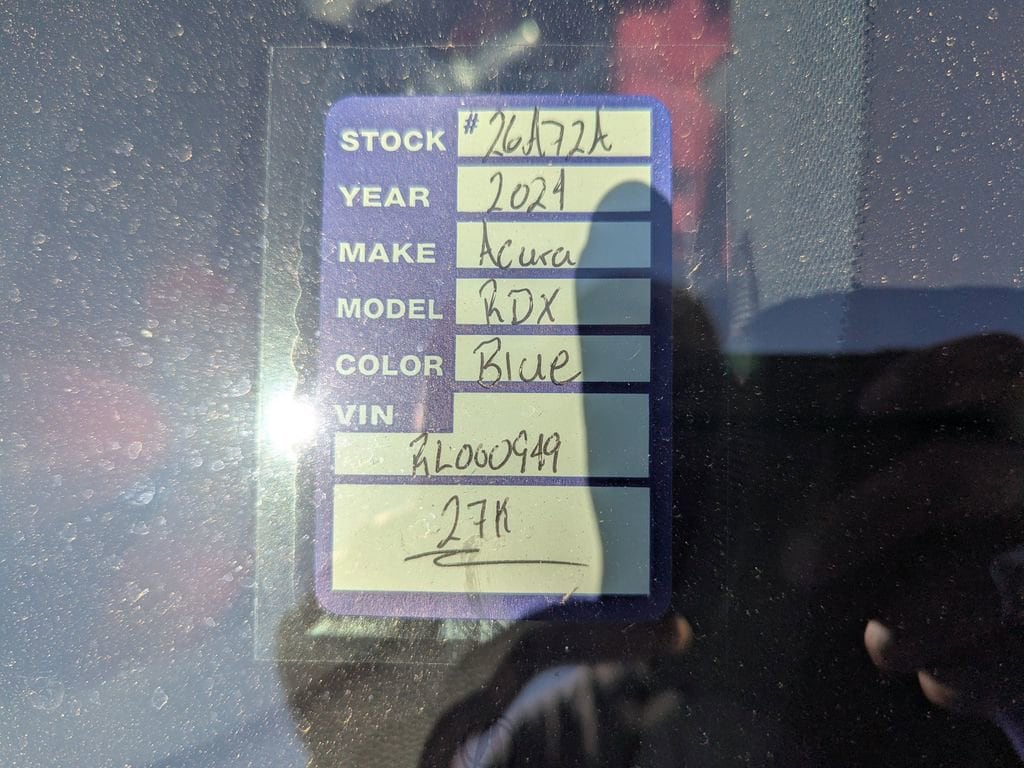 STOCK # 26A72A
YEAR 2024
MAKE Acura
MODEL RDX
COLOR Blue
VIN
RL000949
27K